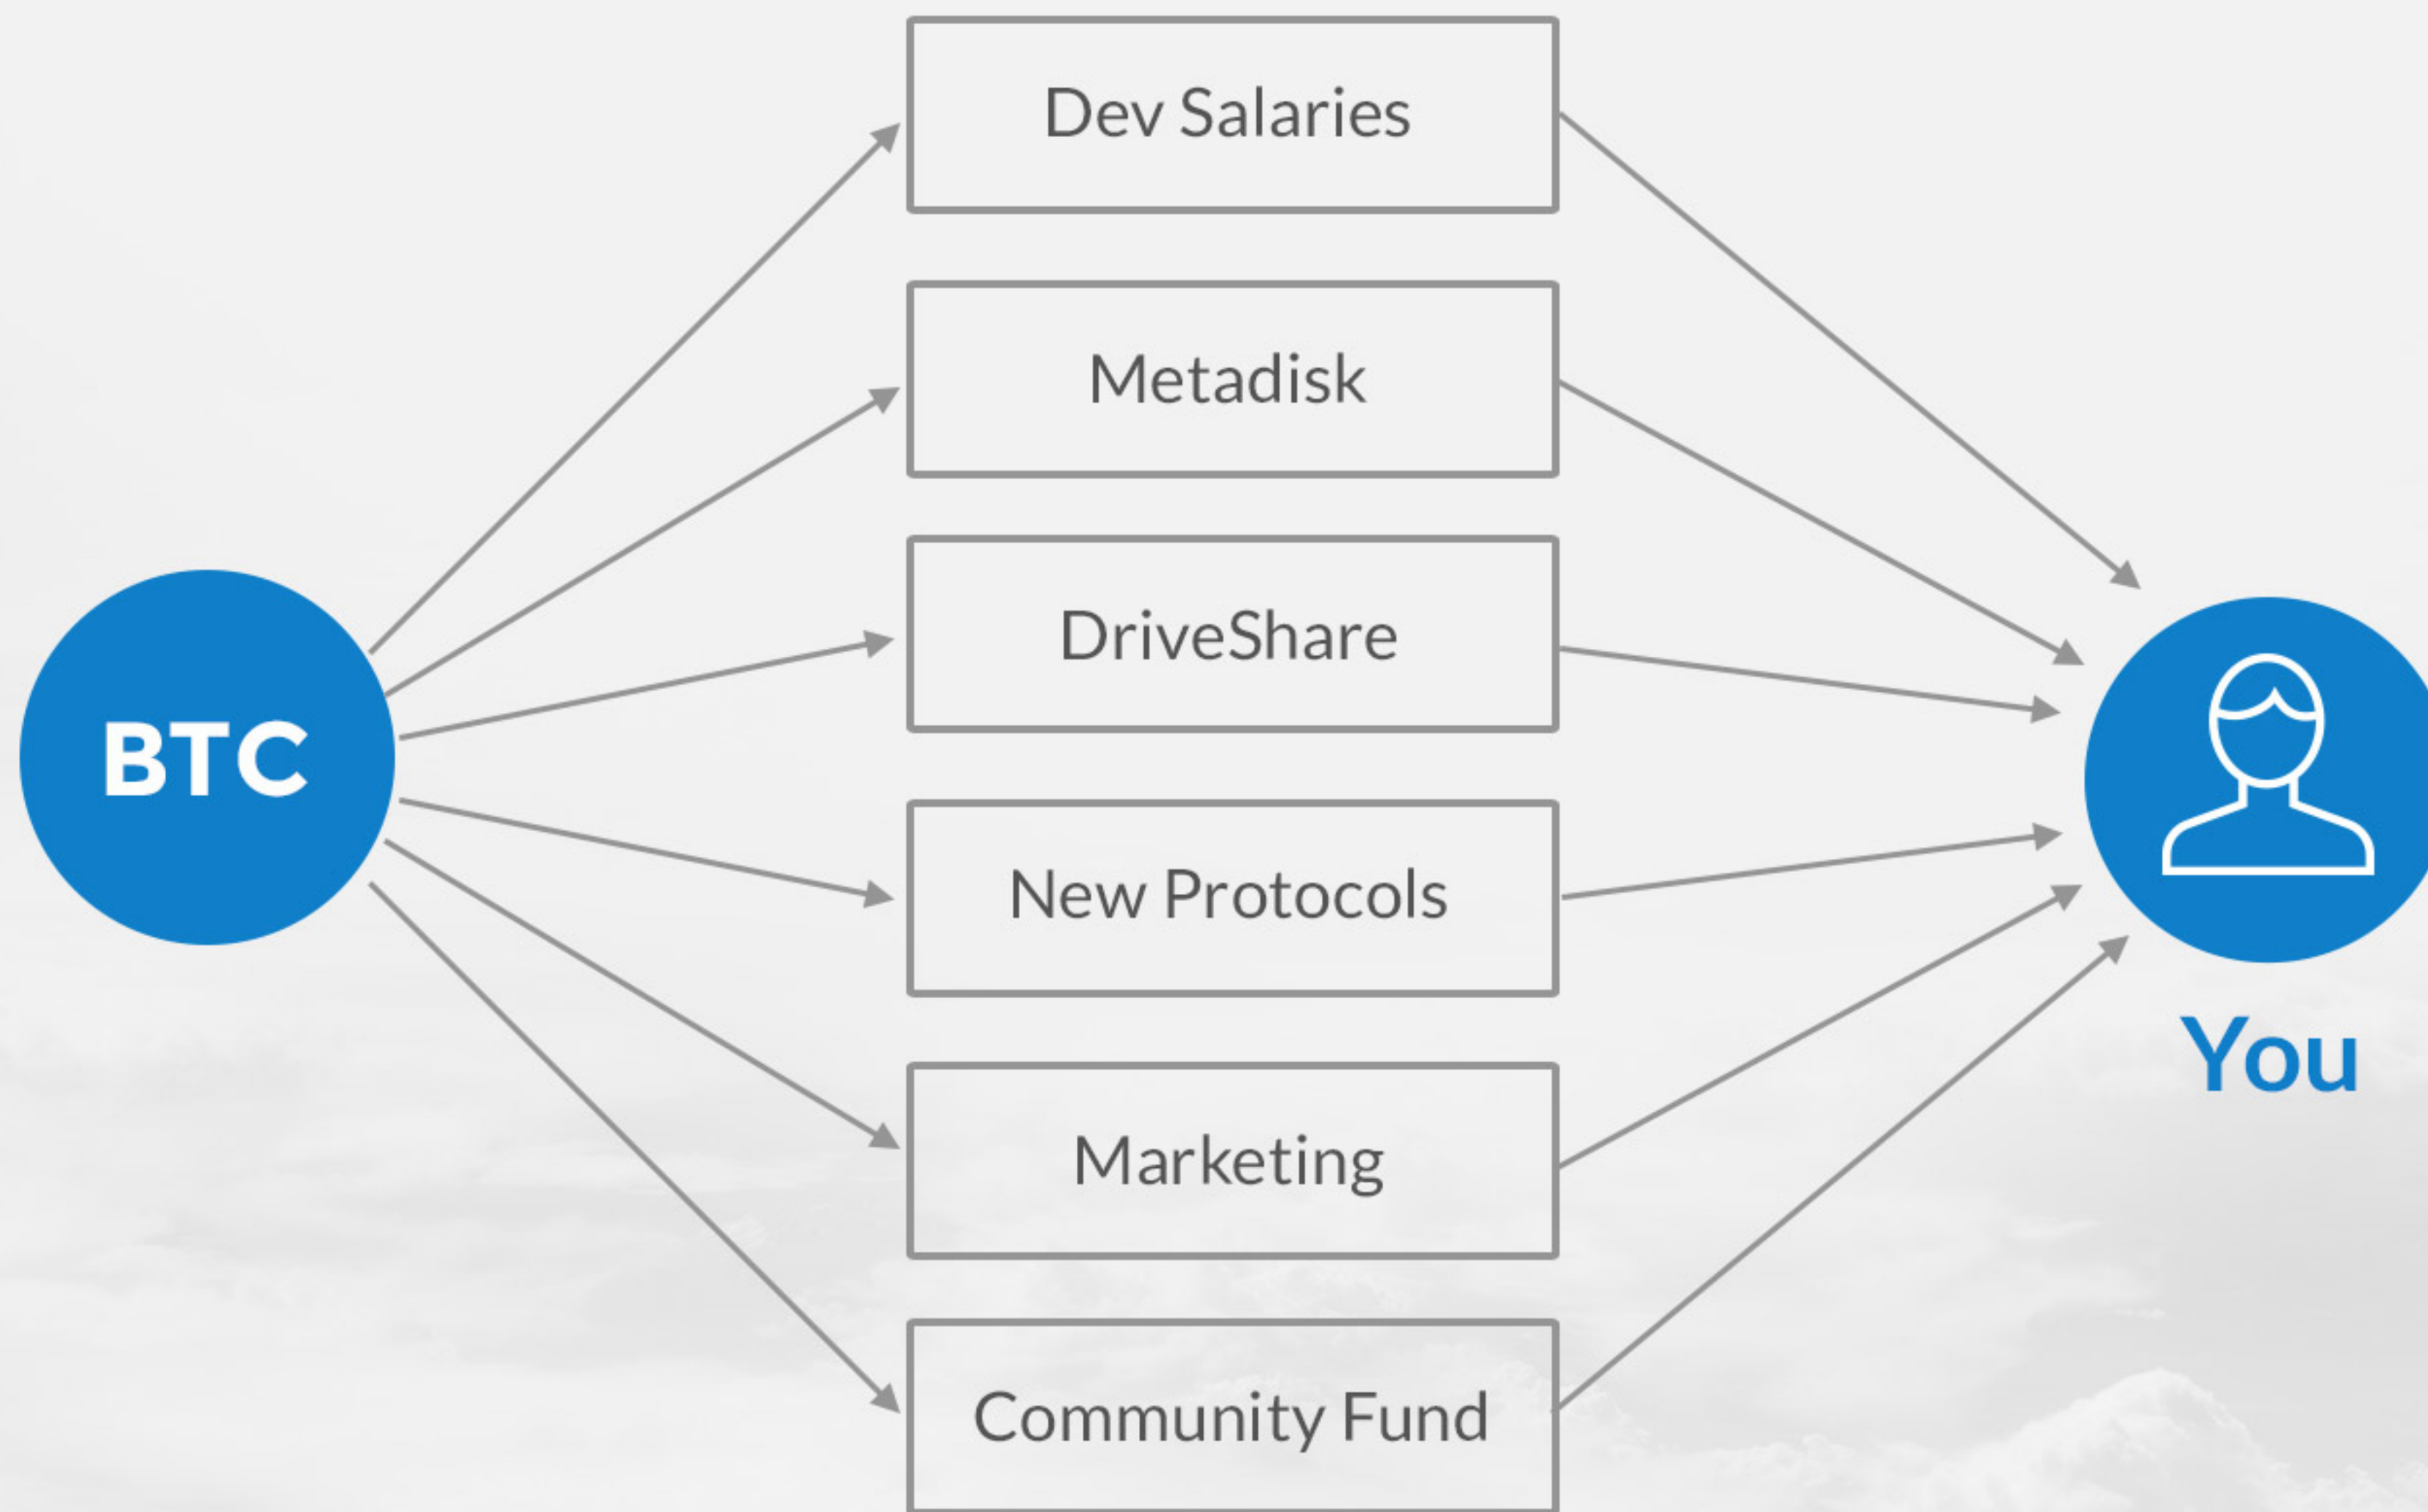 Dev Salaries
Metadisk
DriveShare
BTC
New Protocols
You
Marketing
Community Fund